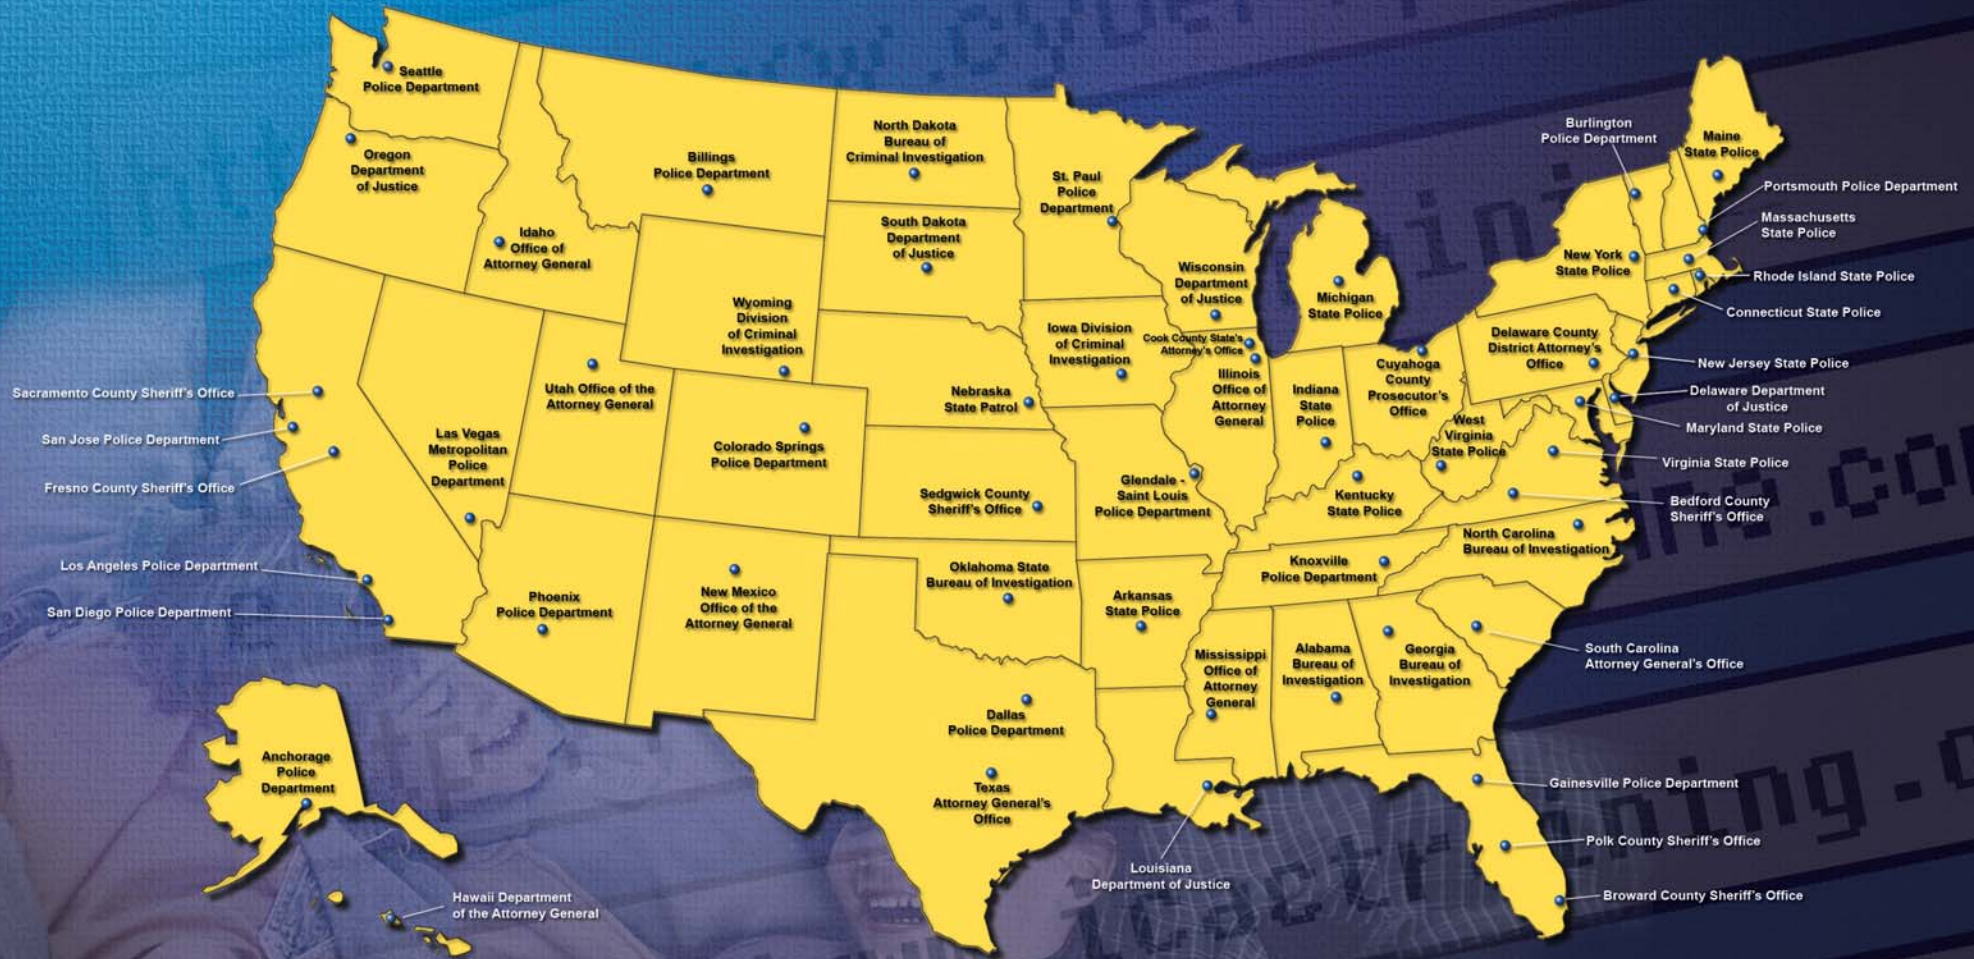 Seattle
Police Department
Oregon
Department
of Justice
Idaho
Office of
Attorney General
Billings
Police Department
North Dakota
Bureau of
Criminal Investigation
South Dakota
Department
of Justice
St. Paul
Police
Department
Wisconsin
Department
of Justice
Michigan
State Police
Wyoming
Division
of Criminal
Investigation
Iowa Division
of Criminal
Investigation
Cook County State's
Attorney's Office
Illinois
Office of
Attorney
General
Indiana
State
Police
Cuyahoga
County
Prosecutor's
Office
Delaware County
District Attorney's
Office
New York
State Police
Burlington
Police Department
Maine
State Police
Portsmouth Police Department
Massachusetts
State Police
Rhode Island State Police
Connecticut State Police
New Jersey State Police
Delaware Department
of Justice
Maryland State Police
Virginia State Police
Bedford County
Sheriff's Office
West
Virginia
State Police
Kentucky
State Police
North Carolina
Bureau of Investigation
Knoxville
Police Department
South Carolina
Attorney General's Office
Sacramento County Sheriff's Office
San Jose Police Department
Fresno County Sheriff's Office
Los Angeles Police Department
San Diego Police Department
Las Vegas
Metropolitan
Police
Department
Utah Office of the
Attorney General
Colorado Springs
Police Department
Nebraska
State Patrol
Sedgwick County
Sheriff's Office
Glendale -
Saint Louis
Police Department
Phoenix
Police Department
New Mexico
Office of the
Attorney General
Oklahoma State
Bureau of Investigation
Arkansas
State Police
Mississippi
Office of
Attorney
General
Alabama
Bureau of
Investigation
Georgia
Bureau of
Investigation
Dallas
Police Department
Texas
Attorney General's
Office
Louisiana
Department of Justice
Gainesville Police Department
Polk County Sheriff's Office
Broward County Sheriff's Office
Anchorage
Police
Department
Hawaii Department
of the Attorney General